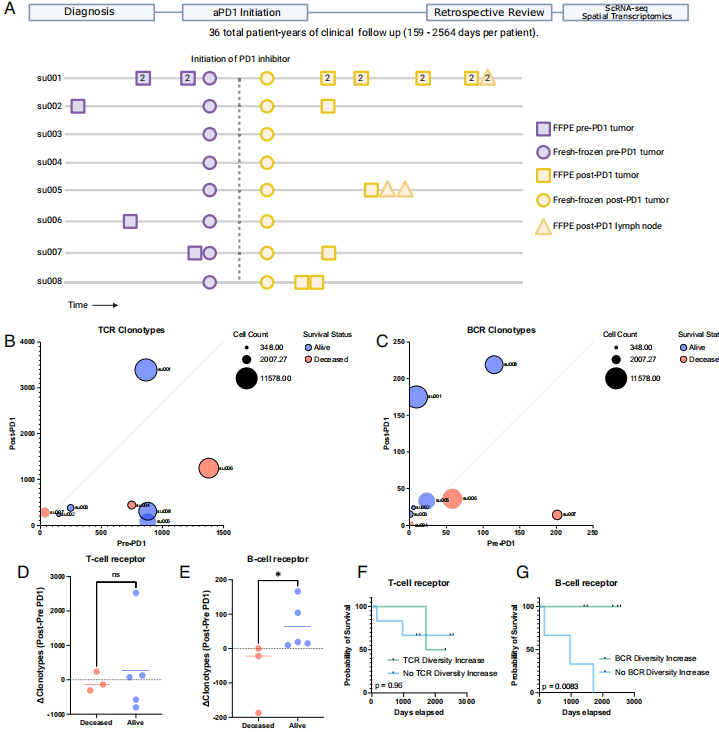 A
Diagnosis
aPD1 Initiation
Retrospective Review
ScRNA-seq
Spatial Transcriptomics
36 total patient-years of clinical follow up (159 - 2564 days per patient).
Initiation of PD1 inhibitor
su001 2 2 2 2 2 2 2
su002
su003
su004
su005
su006
su007
su008
Time
FFPE pre-PD1 tumor
Fresh-frozen pre-PD1 tumor
FFPE post-PD1 tumor
Fresh-frozen post-PD1 tumor
FFPE post-PD1 lymph node
B
TCR Clonotypes
Post-PD1
4000
3000
2000
1000
0
0 500 1000 1500
Pre-PD1
su001
su006
su003
su002
su008
su005
Cell Count
348.00
2007.27
11578.00
Survival Status
Alive
Deceased
C
BCR Clonotypes
Post-PD1
250
200
150
100
50
0
0 50 100 150 200 250
Pre-PD1
su008
su001
su005
su006
su007
su002
su003
Cell Count
348.00
2007.27
11578.00
Survival Status
Alive
Decease
D
T-cell receptor
ns
ΔClonotypes (Post-Pre PD1)
3000
2000
1000
0
-1000
Deceased Alive
E
B-cell receptor
*
ΔClonotypes (Post-Pre PD1)
200
100
0
-100
-200
Deceased Alive
F
T-cell receptor
Probability of Survival
100
50
0
TCR Diversity Increase
No TCR Diversity Increase
p = 0.96
0 1000 2000 3000
Days elapsed
G
B-cell receptor
Probability of Survival
100
50
0
BCR Diversity Increase
No BCR Diversity Increase
p = 0.0083
0 1000 2000 3000
Days elapsed